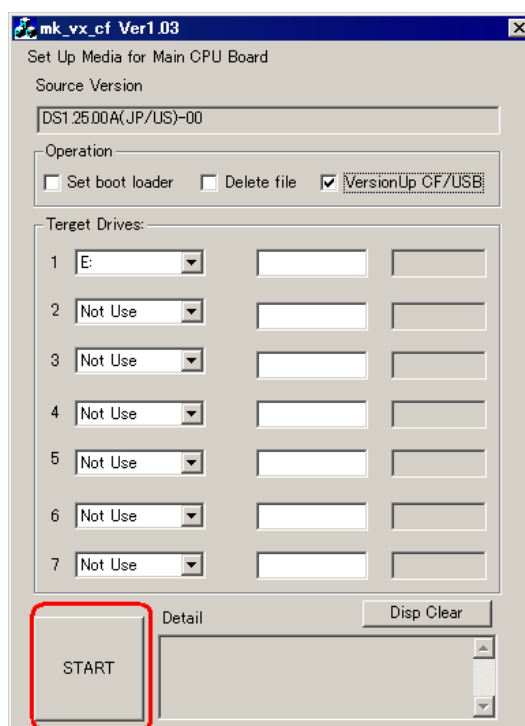 mk_vx_cf Ver1.03
Set Up Media for Main CPU Board
Source Version
DS1.25.00A(JP/US)-00
Operation
Set boot loader Delete file VersionUp CF/USB
Terget Drives:
1 E:
2 Not Use
3 Not Use
4 Not Use
5 Not Use
6 Not Use
7 Not Use
Detail Disp Clear
START